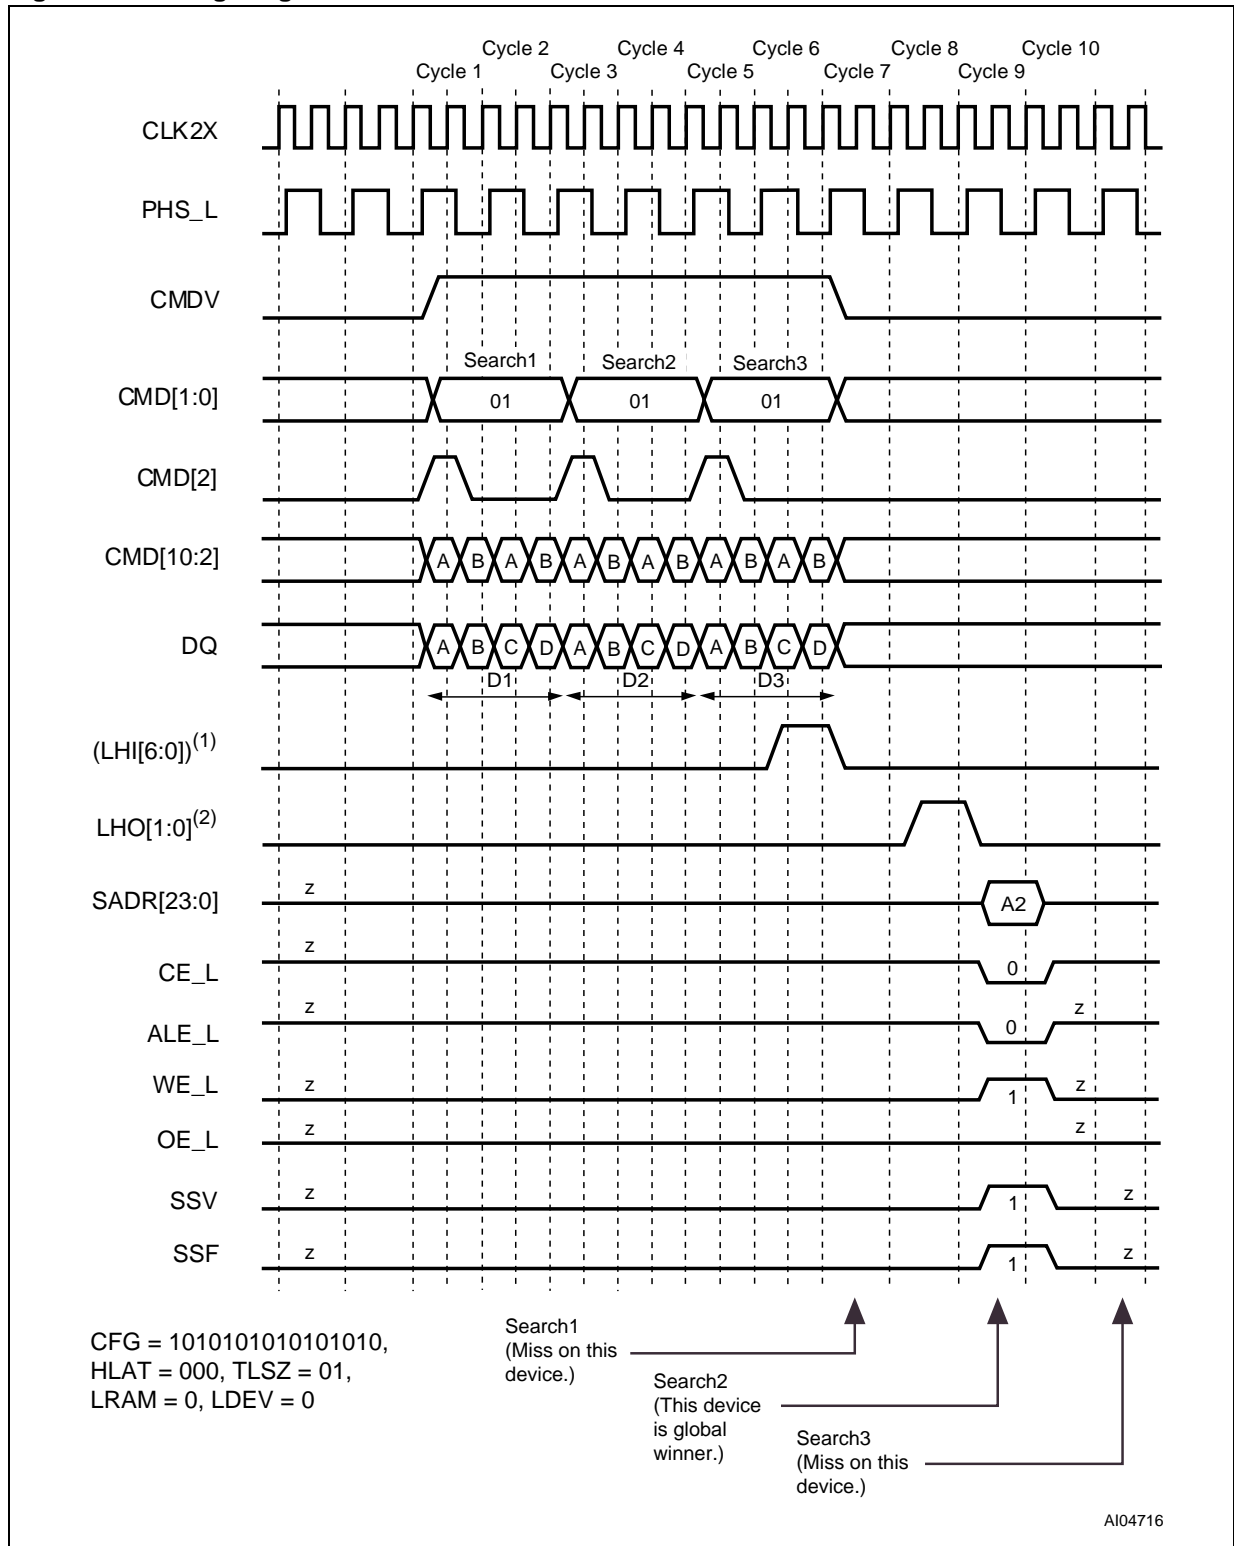 Cycle 2 Cycle 4 Cycle 6 Cycle 8 Cycle 10
Cycle 1 Cycle 3 Cycle 5 Cycle 7 Cycle 9
CLK2X
PHS_L
CMDV
Search1 Search2 Search3
CMD[1:0] 01 01 01
CMD[2]
CMD[10:2] A B A B A B A B A B A B
DQ A B C D A B C D A B C D
D1 D2 D3
(LHI[6:0])(1)
LHO[1:0](2)
z
SADR[23:0] A2
z
CE_L 0
z z
ALE_L 0
WE_L z 1 z
z z
OE_L
SSV z 1 z
SSF z 1 z
CFG = 1010101010101010,
HLAT = 000, TLSZ = 01,
LRAM = 0, LDEV = 0
Search1
(Miss on this
device.)
Search2
(This device
is global
winner.)
Search3
(Miss on this
device.)
AI04716